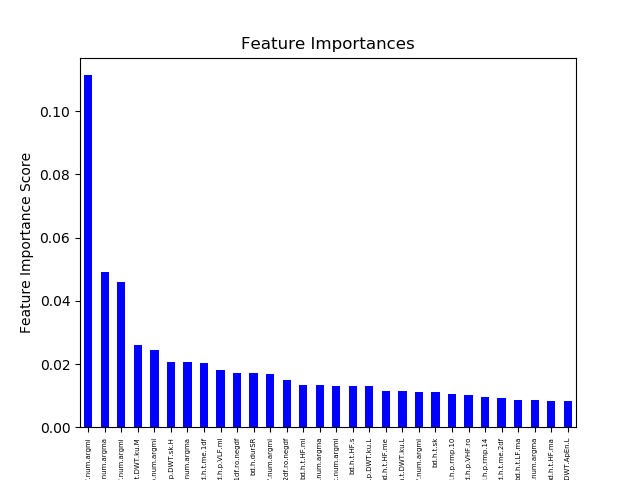 Feature Importances
Feature Importance Score
0.10
0.08
0.06
0.04
0.02
0.00
.num.argmi
num.argma
.num.argmi
t.DWT.ku.M
.num.argmi
p.DWT.sk.H
num.argma
d.h.t.me.1df
d.h.p.VLF.mi
1df.ro.negdf
bd.h.durSR
.num.argmi
2df.ro.negdf
bd.h.t.HF.mi
.num.argma
.num.argmi
bd.h.t.HF.s
.p.DWT.ku.L
d.h.t.HF.me
.t.DWT.ku.L
.num.argmi
bd.h.t.sk
.h.p.rmp.10
d.h.p.VHF.ro
.h.p.rmp.14
d.h.t.me.2df
bd.h.t.LF.ma
.num.argma
bd.h.t.HF.ma
DWT.ApEn.L